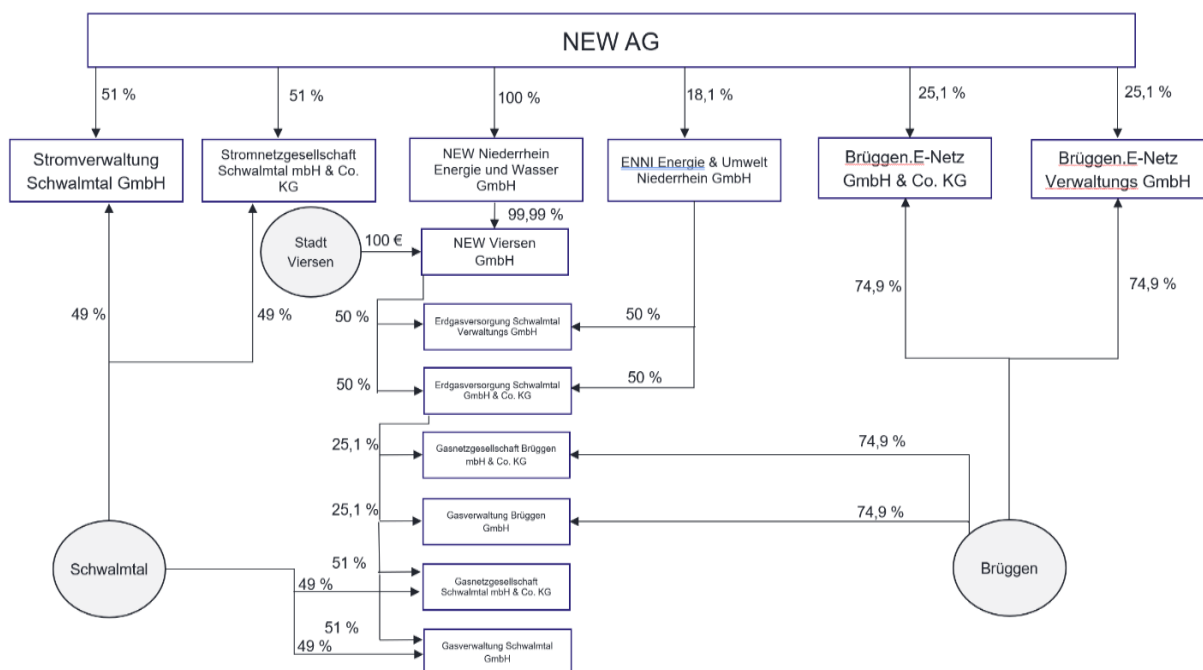 NEW AG
51 %
51 %
100 %
18,1 %
25,1 %
25,1 %
Stromverwaltung
Schwalmtal GmbH
Stromnetzgesellschaft
Schwalmtal mbH & Co.
KG
NEW Niederrhein
Energie und Wasser
GmbH
ENNI Energie & Umwelt
Niederrhein GmbH
Brüggen.E-Netz
GmbH & Co. KG
Brüggen.E-Netz
Verwaltungs GmbH
99,99 %
Stadt
Viersen
100 €
NEW Viersen
GmbH
49 %
49 %
74,9 %
74,9 %
50 %
Erdgasversorgung Schwalmtal
Verwaltungs GmbH
50 %
50 %
Erdgasversorgung Schwalmtal
GmbH & Co. KG
50 %
25,1 %
Gasnetzgesellschaft Brüggen
mbH & Co. KG
74,9 %
25,1 %
Gasverwaltung Brüggen
GmbH
74,9 %
Schwalmtal
51 %
49 %
Gasnetzgesellschaft
Schwalmtal mbH & Co. KG
Brüggen
51 %
49 %
Gasverwaltung Schwalmtal
GmbH